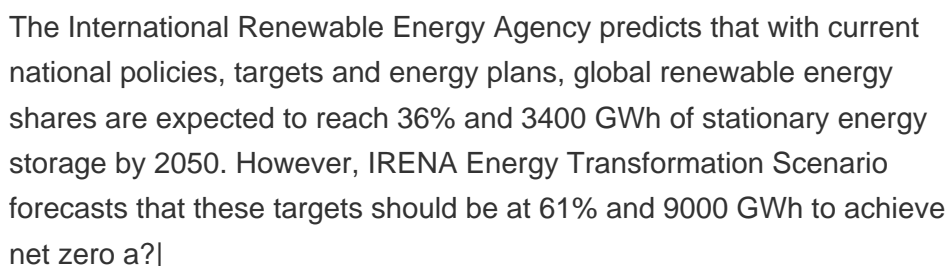 The International Renewable Energy Agency predicts that with current
national policies, targets and energy plans, global renewable energy
shares are expected to reach 36% and 3400 GWh of stationary energy
storage by 2050. However, IRENA Energy Transformation Scenario
forecasts that these targets should be at 61% and 9000 GWh to achieve
net zero a?|